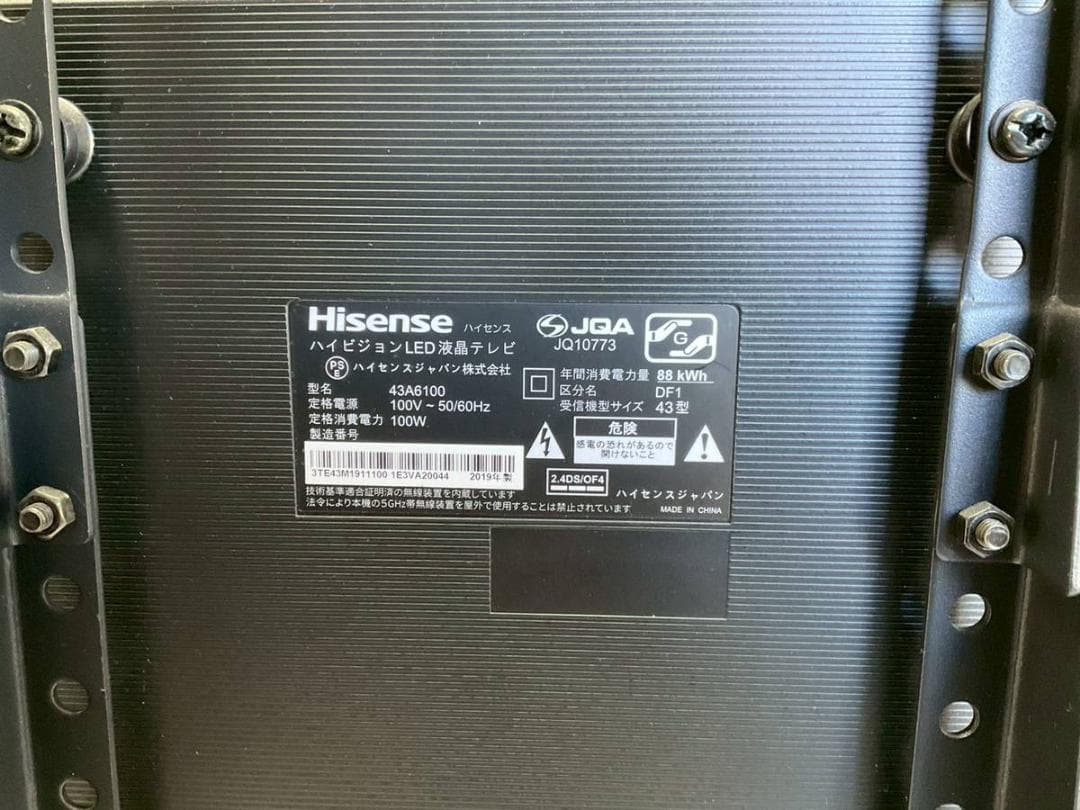 Hisense ハイセンス
ハイビジョンLED液晶テレビ
PS E ハイセンスジャパン株式会社
型名 43A6100
定格電源 100V ~ 50/60Hz
定格消費電力 100W
製造番号
3TE43M1911100 1E3VA20044 2019年製
JQA
JQ10773
G
年間消費電力量 88 kWh
区分名 DF1
受信機型サイズ 43型
危険
感電の恐れがあるので
開けないこと
2.4DS/OF4
ハイセンスジャパン
技術基準適合証明済の無線装置を内蔵しています
法令により本機の5GHz帯無線装置を屋外で使用することは禁止されています
MADE IN CHINA